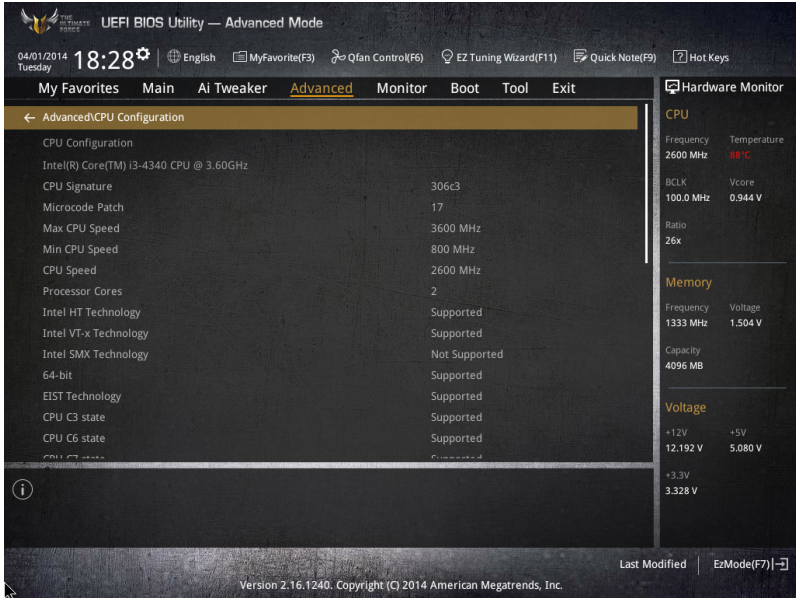 THE ULTIMATE FORCE
UEFI BIOS Utility — Advanced Mode
04/01/2014
Tuesday
18:28
English
MyFavorite(F3)
Qfan Control(F6)
EZ Tuning Wizard(F11)
Quick Note(F9)
? Hot Keys
My Favorites
Main
Ai Tweaker
Advanced
Monitor
Boot
Tool
Exit
← Advanced\CPU Configuration
CPU Configuration
Intel(R) Core(TM) i3-4340 CPU @ 3.60GHz
CPU Signature 306c3
Microcode Patch 17
Max CPU Speed 3600 MHz
Min CPU Speed 800 MHz
CPU Speed 2600 MHz
Processor Cores 2
Intel HT Technology Supported
Intel VT-x Technology Supported
Intel SMX Technology Not Supported
64-bit Supported
EIST Technology Supported
CPU C3 state Supported
CPU C6 state Supported
CPU C7 state Supported
Hardware Monitor
CPU
Frequency Temperature
2600 MHz 88°C
BCLK Vcore
100.0 MHz 0.944 V
Ratio
26x
Memory
Frequency Voltage
1333 MHz 1.504 V
Capacity
4096 MB
Voltage
+12V +5V
12.192 V 5.080 V
+3.3V
3.328 V
i
Last Modified
EzMode(F7)
Version 2.16.1240. Copyright (C) 2014 American Megatrends, Inc.